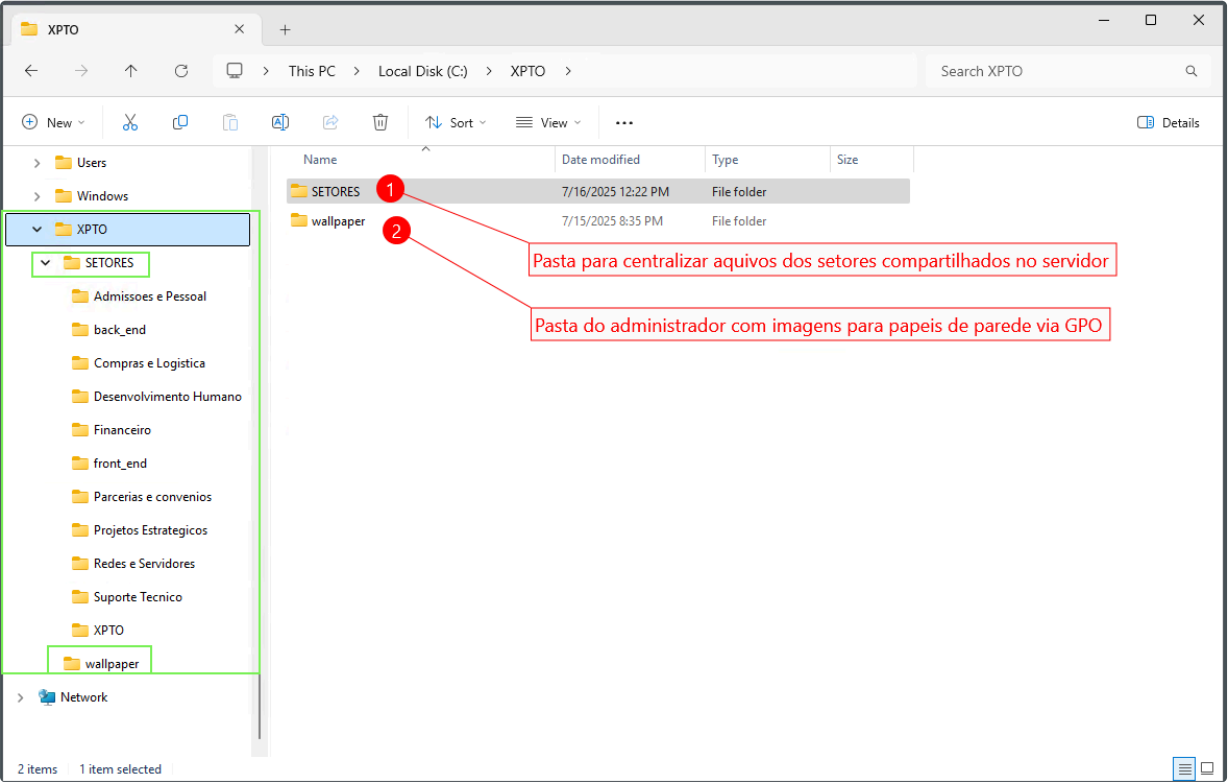 XPTO
This PC > Local Disk (C:) > XPTO >
Search XPTO
New
Sort
View
Details
Users
Windows
XPTO
SETORES
Admissoes e Pessoal
back_end
Compras e Logistica
Desenvolvimento Humano
Financeiro
front_end
Parcerias e convenios
Projetos Estrategicos
Redes e Servidores
Suporte Tecnico
XPTO
wallpaper
Network
Name Date modified Type Size
SETORES 1 7/16/2025 12:22 PM File folder
wallpaper 2 7/15/2025 8:35 PM File folder
Pasta para centralizar aquivos dos setores compartilhados no servidor
Pasta do administrador com imagens para papeis de parede via GPO
2 items 1 item selected